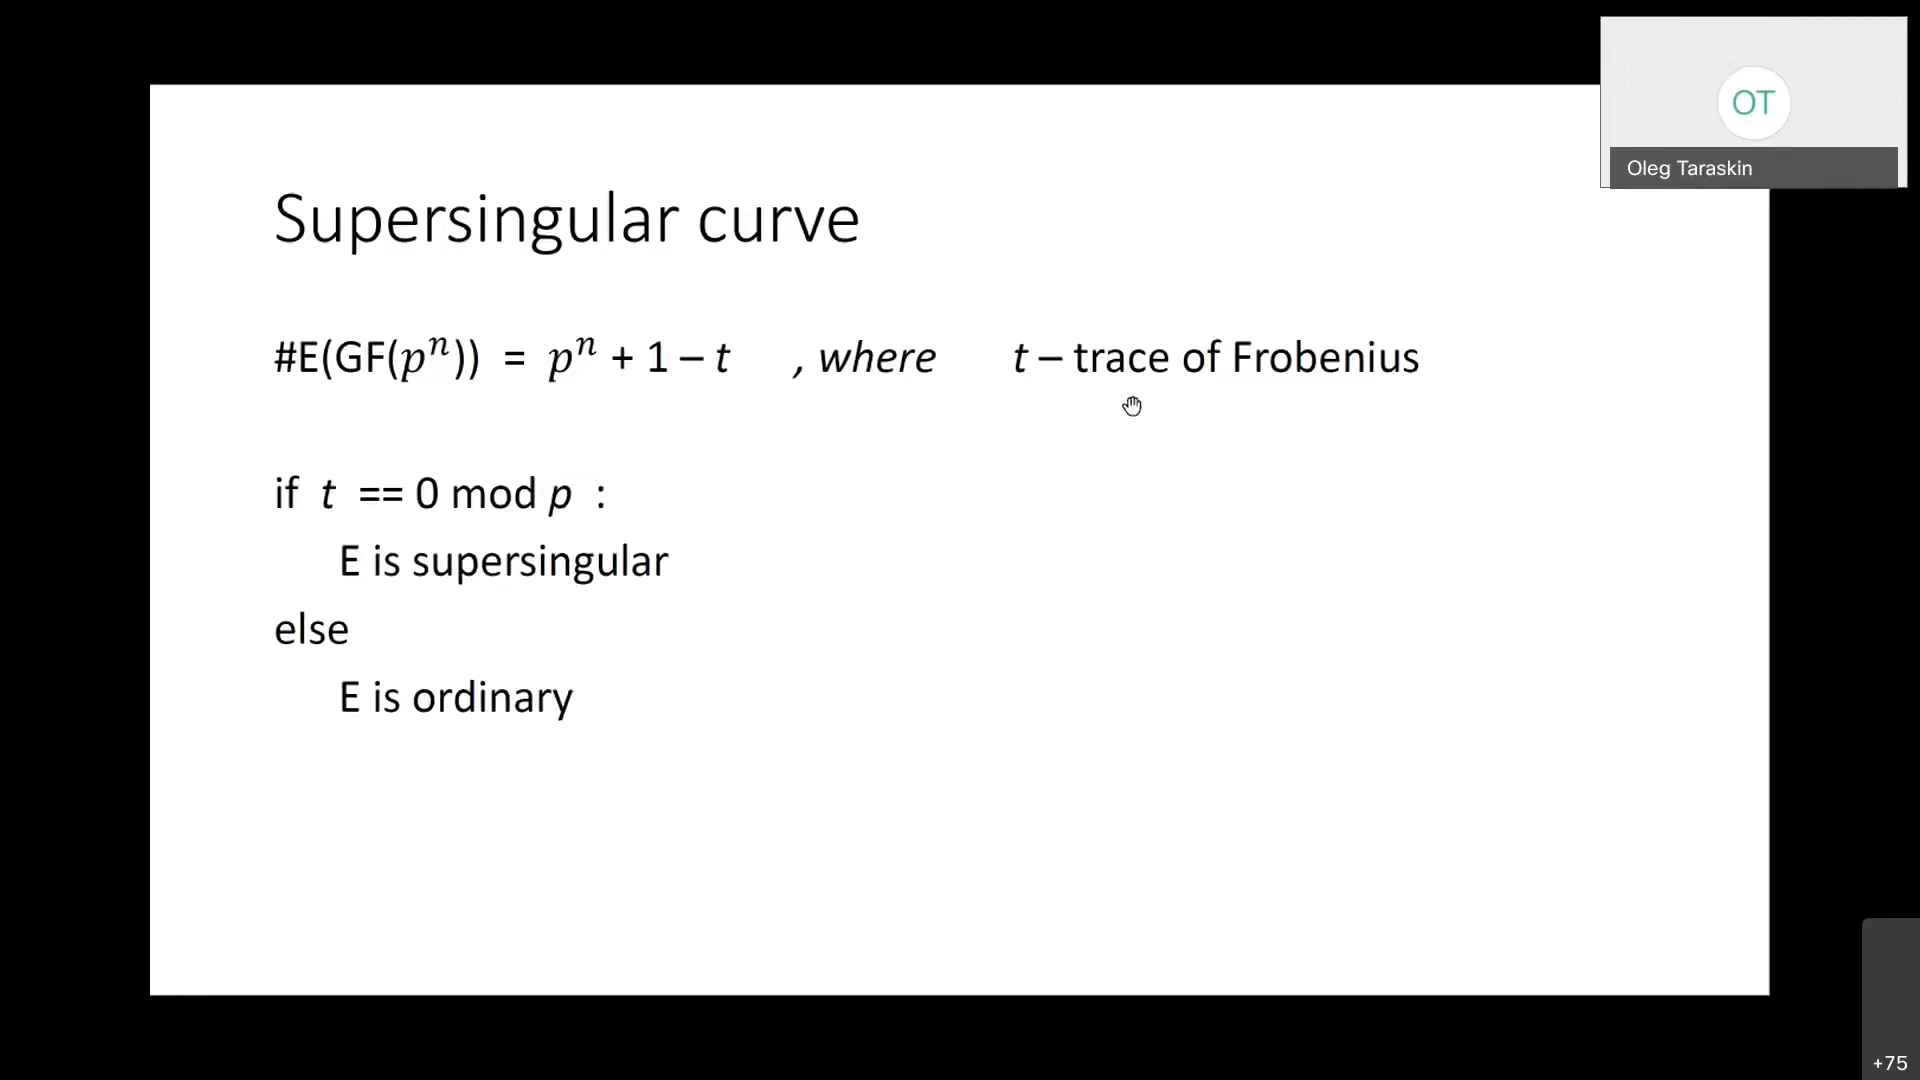 OT
Oleg Taraskin
Supersingular curve
#E(GF(pⁿ)) = pⁿ + 1 – t , where t – trace of Frobenius
if t == 0 mod p :
E is supersingular
else
E is ordinary
+75